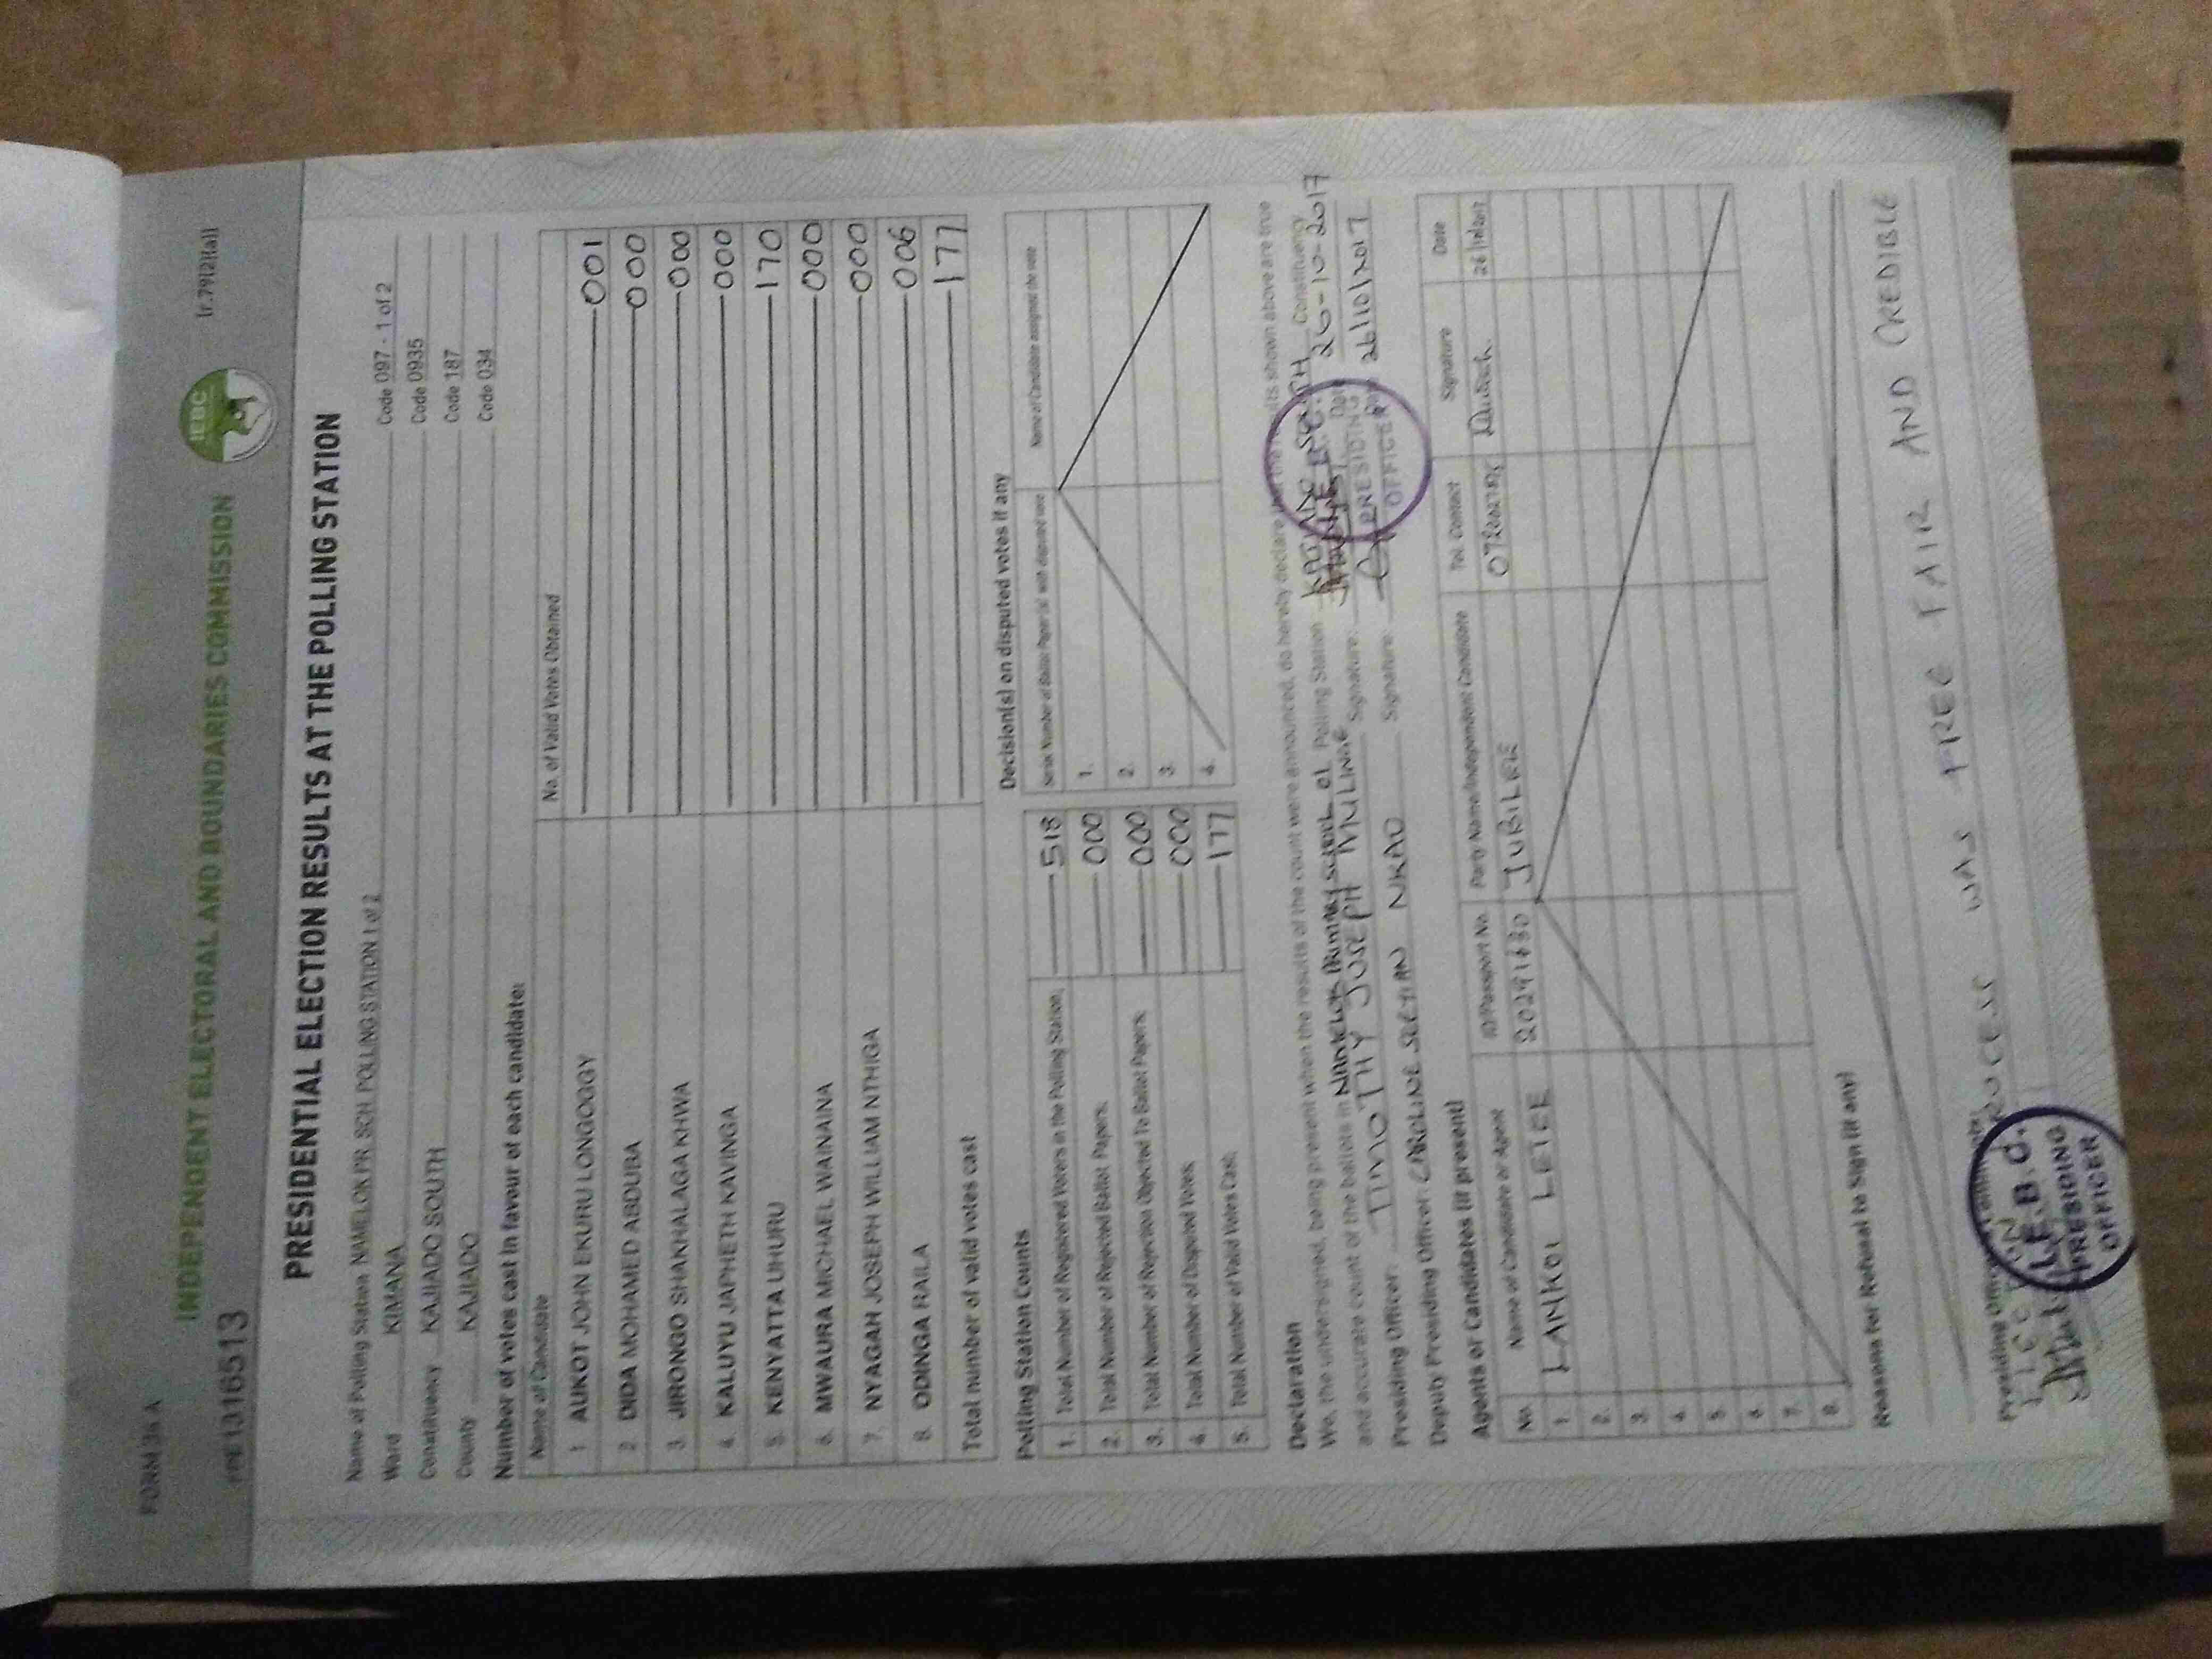 FORM 34 A
[r.79(2)(a)]
INDEPENDENT ELECTORAL AND BOUNDARIES COMMISSION
IEBC
1316513
PRESIDENTIAL ELECTION RESULTS AT THE POLLING STATION
Name of Polling Station NAMELOK PR. SCH. POLLING STATION 1 of 2 Code 097 - 1 of 2
Ward KIMANA Code 0935
Constituency KAJIADO SOUTH Code 187
County KAJIADO Code 034
Number of votes cast in favour of each candidate:
Name of Candidate No. of Valid Votes Obtained
1 AUKOT JOHN EKURU LONGOGGY 001
2 DIDA MOHAMED ABDUBA 000
3. JIRONGO SHAKHALAGA KHWA 000
4. KALUYU JAPHETH KAVINGA 000
5. KENYATTA UHURU 170
6. MWAURA MICHAEL WAINAINA 000
7. NYAGAH JOSEPH WILLIAM NTHIGA 000
8. ODINGA RAILA 006
Total number of valid votes cast 177
Polling Station Counts
1. Total Number of Registered Voters in the Polling Station; 518
2. Total Number of Rejected Ballot Papers; 000
3. Total Number of Rejection Objected To Ballot Papers; 000
4. Total Number of Disputed Votes; 000
5. Total Number of Valid Votes Cast; 177
Decision(s) on disputed votes if any
Serial Number of Ballot Paper (s) with disputed vote Name of Candidate assigned the vote
1.
2.
3.
4.
Declaration
We, the undersigned, being present when the results of the count were announced, do hereby declare that the results shown above are true
and accurate count of the ballots in NAMELOK PRIMARY SCHOOL 01 Polling Station KAJIADO SOUTH Constituency
Presiding Officer: TIMOTHY JOSEPH MULINGE Signature: Date 26-10-2017
Deputy Presiding Officer: CAROLINE NKAO Signature: Date 26/10/2017
PRESIDING
OFFICER
Agents or Candidates (if present)
No. Name of Candidate or Agent ID/Passport No. Party Name/Independent Candidate Tel. Contact Signature Date
1. LANKOI LETEE 20291630 JUBILEE 26/10/2017
2.
3.
4.
5.
6.
7.
8.
Reasons for Refusal to Sign (if any)
Presiding
PROCESS WAS FREE FAIR AND CREDIBLE
I.E.B.C.
PRESIDING
OFFICER